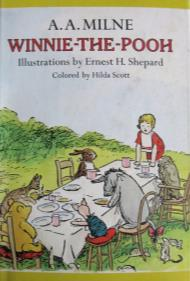 A. A. MILNE
WINNIE-THE-POOH
Illustrations by Ernest H. Shepard
Colored by Hilda Scott